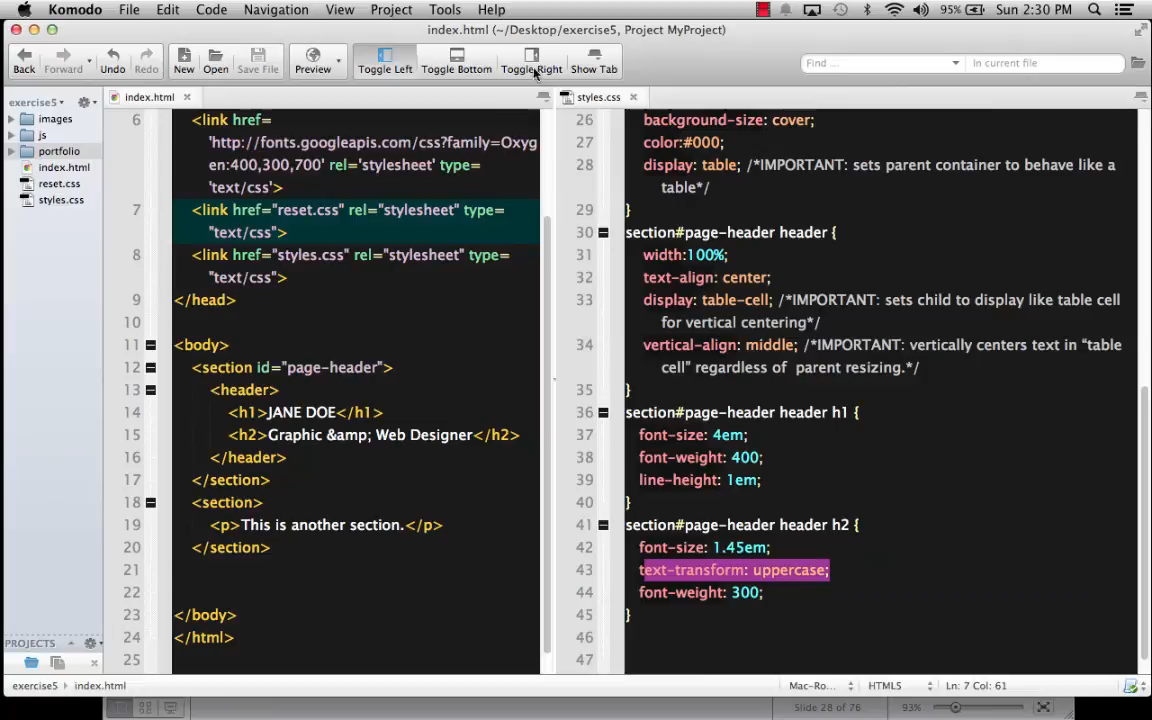 Komodo File Edit Code Navigation View Project Tools Help 95% Sun 2:30 PM
index.html (~/Desktop/exercise5, Project MyProject)
Back Forward Undo Redo New Open Save File Preview Toggle Left Toggle Bottom Toggle Right Show Tab Find ... In current file
exercise5
images
js
portfolio
index.html
reset.css
styles.css
PROJECTS
index.html
6 <link href=
'http://fonts.googleapis.com/css?family=Oxyg
en:400,300,700' rel='stylesheet' type=
'text/css'>
7 <link href="reset.css" rel="stylesheet" type=
"text/css">
8 <link href="styles.css" rel="stylesheet" type=
"text/css">
9 </head>
10
11 <body>
12 <section id="page-header">
13 <header>
14 <h1>JANE DOE</h1>
15 <h2>Graphic &amp; Web Designer</h2>
16 </header>
17 </section>
18 <section>
19 <p>This is another section.</p>
20 </section>
21
22
23 </body>
24 </html>
25
styles.css
26 background-size: cover;
27 color:#000;
28 display: table; /*IMPORTANT: sets parent container to behave like a
table*/
29 }
30 section#page-header header {
31 width:100%;
32 text-align: center;
33 display: table-cell; /*IMPORTANT: sets child to display like table cell
for vertical centering*/
34 vertical-align: middle; /*IMPORTANT: vertically centers text in “table
cell” regardless of parent resizing.*/
35 }
36 section#page-header header h1 {
37 font-size: 4em;
38 font-weight: 400;
39 line-height: 1em;
40 }
41 section#page-header header h2 {
42 font-size: 1.45em;
43 text-transform: uppercase;
44 font-weight: 300;
45 }
46
47
exercise5 index.html Mac-Ro... HTML5 Ln: 7 Col: 61
Slide 28 of 76 93%